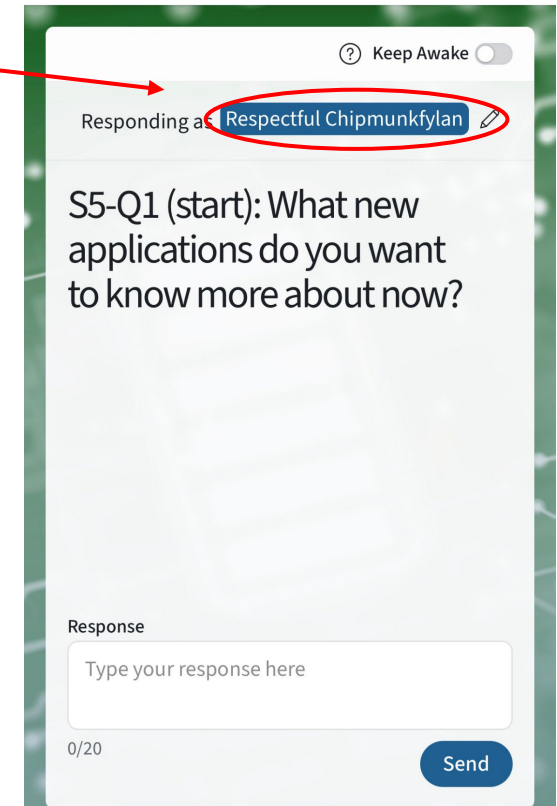 Keep Awake
Responding as Respectful Chipmunkfylan
S5-Q1 (start): What new
applications do you want
to know more about now?
Response
Type your response here
0/20
Send